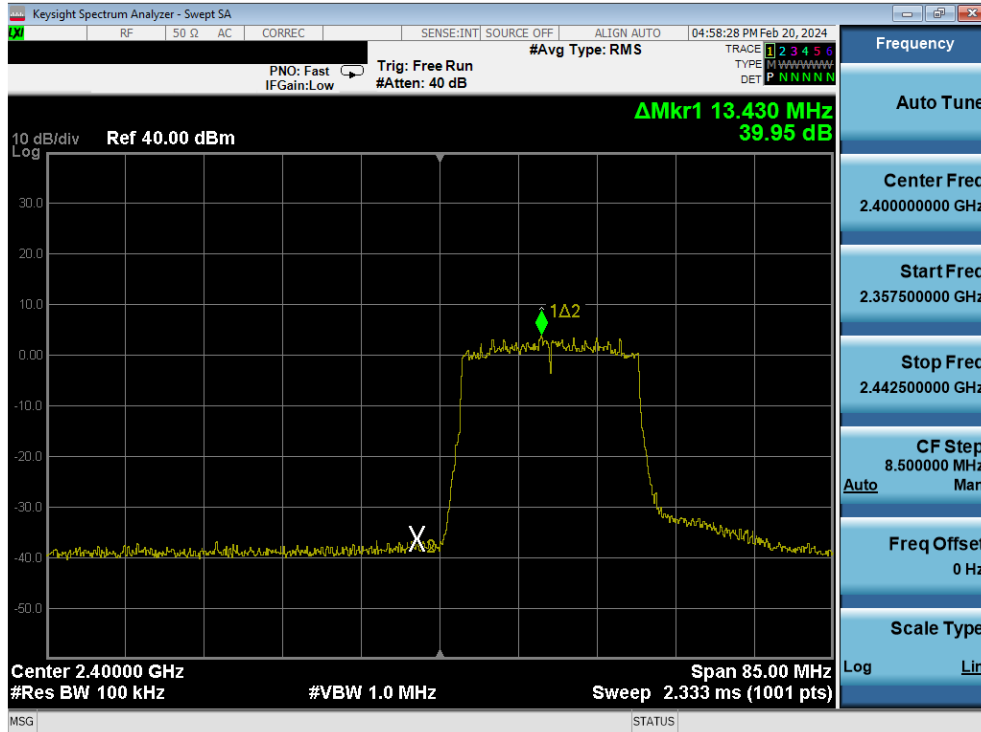 Keysight Spectrum Analyzer - Swept SA
LXI RF 50 Ω AC CORREC SENSE:INT SOURCE OFF ALIGN AUTO 04:58:28 PM Feb 20, 2024
#Avg Type: RMS TRACE 1 2 3 4 5 6
PNO: Fast Trig: Free Run TYPE M WWWWW
IFGain:Low #Atten: 40 dB DET P N N N N N
ΔMkr1 13.430 MHz
39.95 dB
10 dB/div Ref 40.00 dBm
Log
30.0
20.0
10.0
1Δ2
0.00
-10.0
-20.0
-30.0
X2
-40.0
-50.0
Center 2.40000 GHz Span 85.00 MHz
#Res BW 100 kHz #VBW 1.0 MHz Sweep 2.333 ms (1001 pts)
MSG STATUS
Frequency
Auto Tune
Center Freq
2.400000000 GHz
Start Freq
2.357500000 GHz
Stop Freq
2.442500000 GHz
CF Step
8.500000 MHz
Auto Man
Freq Offset
0 Hz
Scale Type
Log Lin